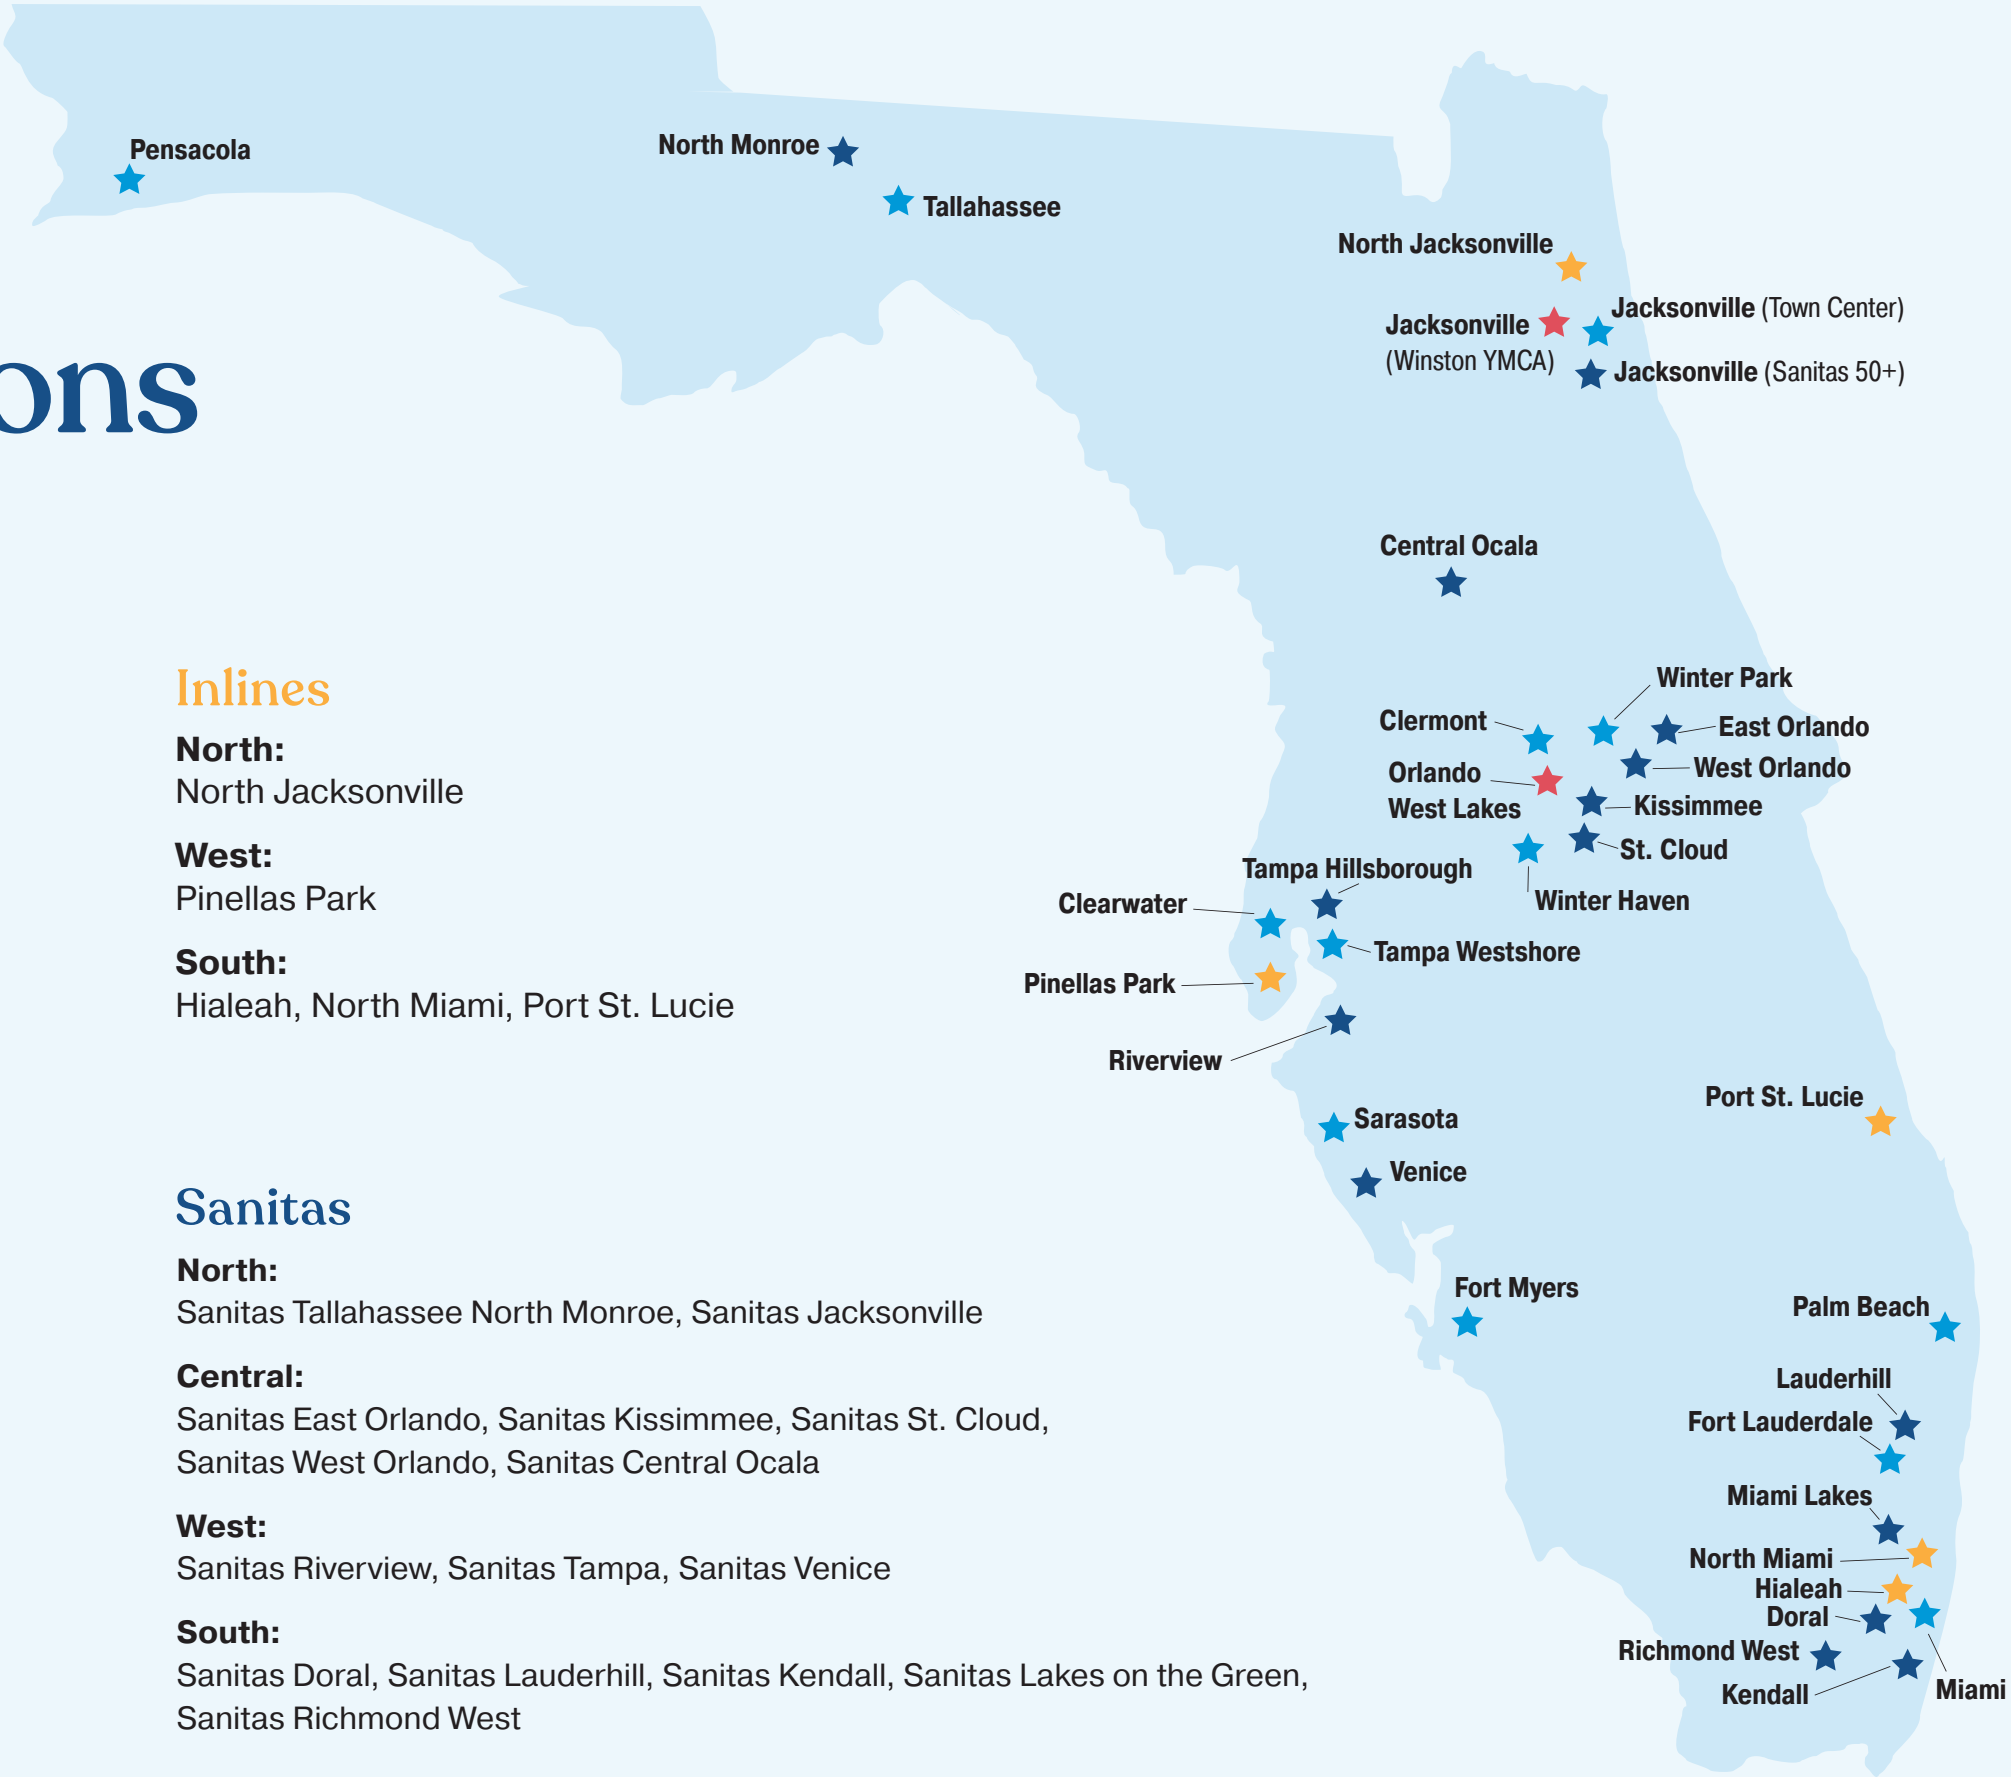 Pensacola
North Monroe
Tallahassee
North Jacksonville
Jacksonville (Town Center)
Jacksonville
(Winston YMCA)
Jacksonville (Sanitas 50+)
ons
Central Ocala
Inlines
North:
North Jacksonville
West:
Pinellas Park
South:
Hialeah, North Miami, Port St. Lucie
Winter Park
Clermont
East Orlando
Orlando
West Lakes
West Orlando
Kissimmee
St. Cloud
Tampa Hillsborough
Winter Haven
Clearwater
Tampa Westshore
Pinellas Park
Riverview
Port St. Lucie
Sarasota
Venice
Sanitas
North:
Sanitas Tallahassee North Monroe, Sanitas Jacksonville
Central:
Sanitas East Orlando, Sanitas Kissimmee, Sanitas St. Cloud,
Sanitas West Orlando, Sanitas Central Ocala
West:
Sanitas Riverview, Sanitas Tampa, Sanitas Venice
South:
Sanitas Doral, Sanitas Lauderhill, Sanitas Kendall, Sanitas Lakes on the Green,
Sanitas Richmond West
Fort Myers
Palm Beach
Lauderhill
Fort Lauderdale
Miami Lakes
North Miami
Hialeah
Doral
Richmond West
Kendall
Miami